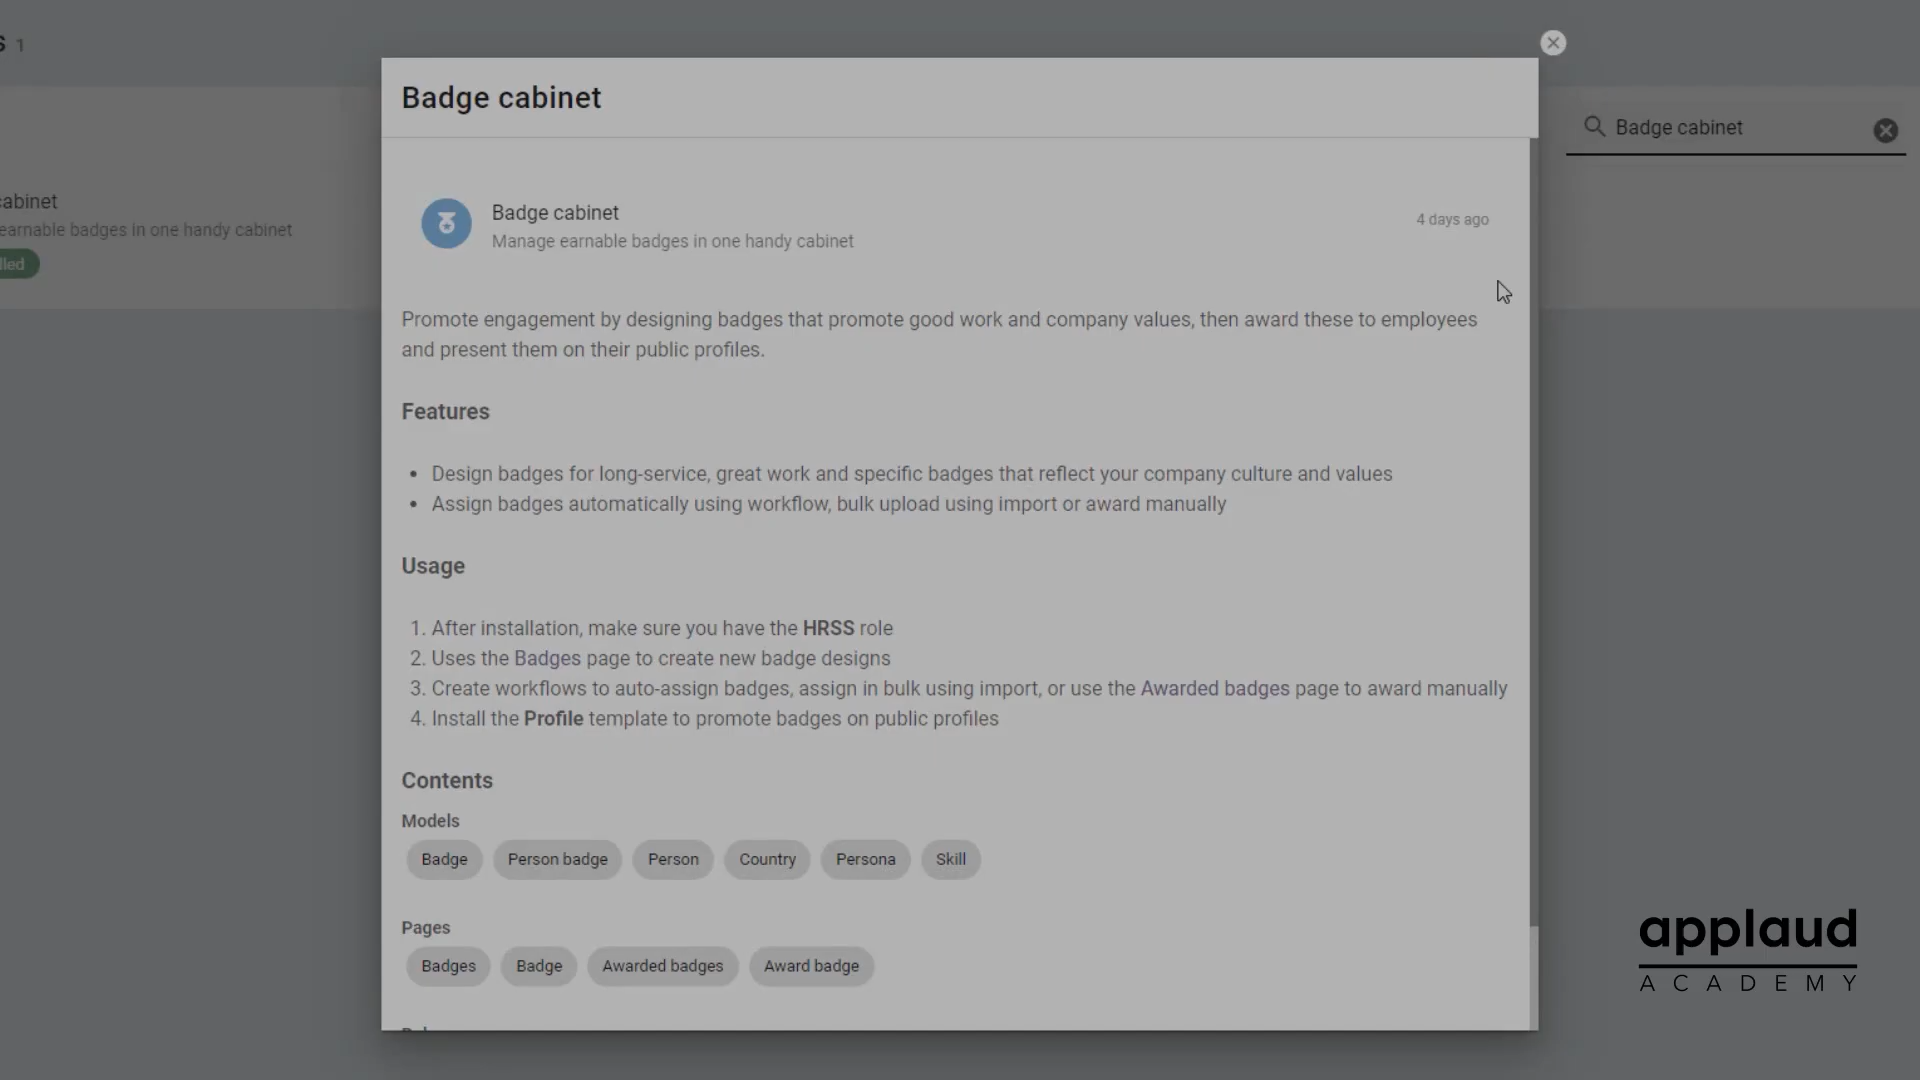 s 1
Badge cabinet
Badge cabinet
cabinet
earnable badges in one handy cabinet
lled
Badge cabinet
Manage earnable badges in one handy cabinet
4 days ago
Promote engagement by designing badges that promote good work and company values, then award these to employees
and present them on their public profiles.
Features
• Design badges for long-service, great work and specific badges that reflect your company culture and values
• Assign badges automatically using workflow, bulk upload using import or award manually
Usage
1. After installation, make sure you have the HRSS role
2. Uses the Badges page to create new badge designs
3. Create workflows to auto-assign badges, assign in bulk using import, or use the Awarded badges page to award manually
4. Install the Profile template to promote badges on public profiles
Contents
Models
Badge Person badge Person Country Persona Skill
Pages
Badges Badge Awarded badges Award badge
applaud
ACADEMY